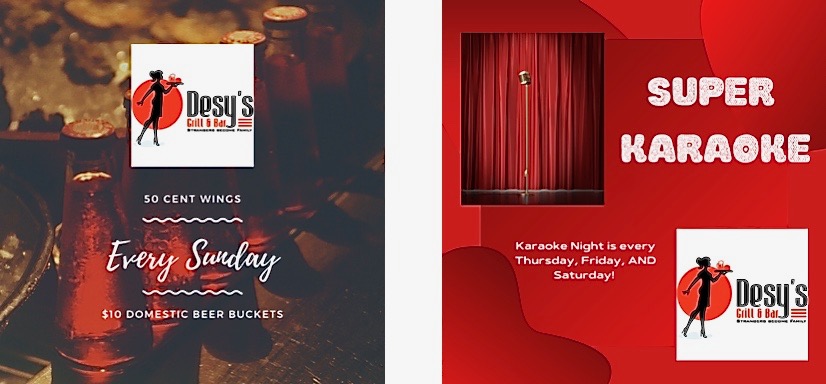 Desy's
Grill & Bar
STRANGERS BECOME FAMILY
50 CENT WINGS
Every Sunday
$10 DOMESTIC BEER BUCKETS
SUPER
KARAOKE
Karaoke Night is every
Thursday, Friday, AND
Saturday!
Desy's
Grill & Bar
STRANGERS BECOME FAMILY